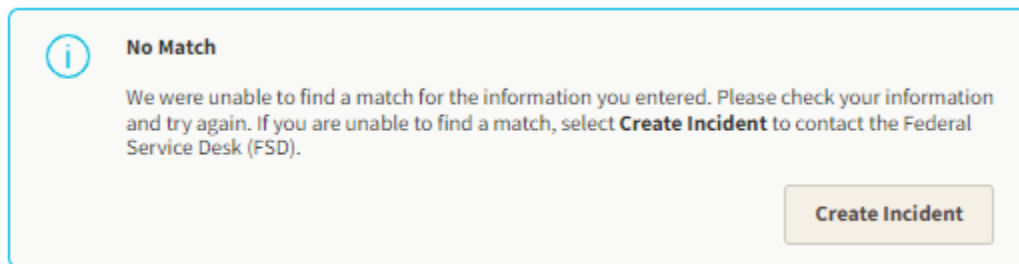 No Match
We were unable to find a match for the information you entered. Please check your information
and try again. If you are unable to find a match, select Create Incident to contact the Federal
Service Desk (FSD).
Create Incident